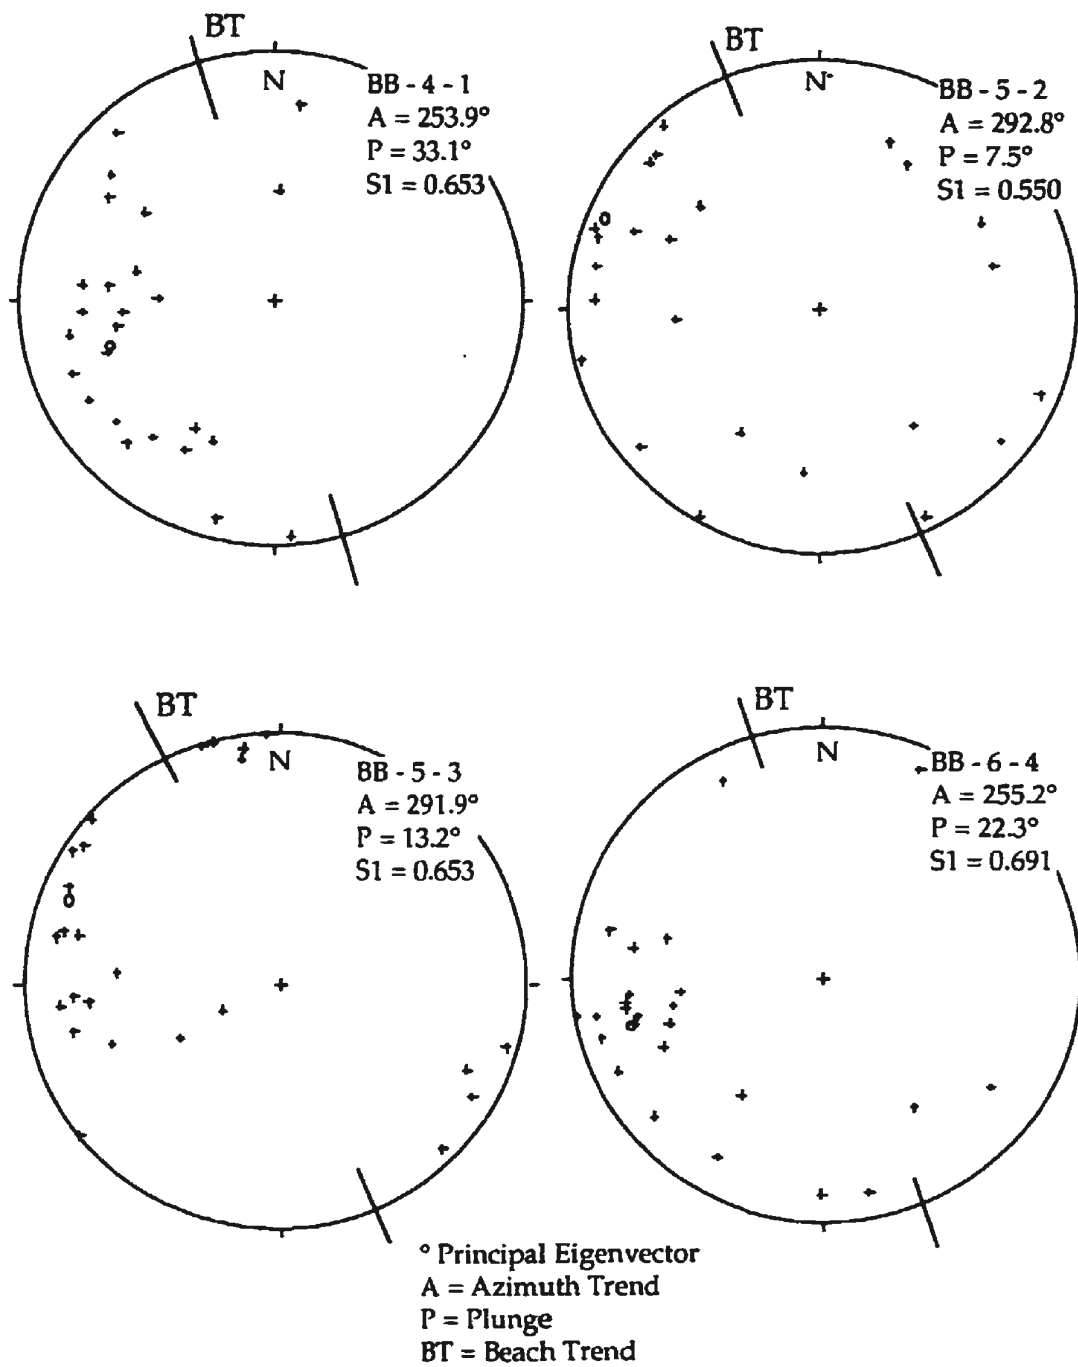 BT
N
BB - 4 - 1
A = 253.9°
P = 33.1°
S1 = 0.653
BT
N
BB - 5 - 2
A = 292.8°
P = 7.5°
S1 = 0.550
BT
N
BB - 5 - 3
A = 291.9°
P = 13.2°
S1 = 0.653
BT
N
BB - 6 - 4
A = 255.2°
P = 22.3°
S1 = 0.691
° Principal Eigenvector
A = Azimuth Trend
P = Plunge
BT = Beach Trend